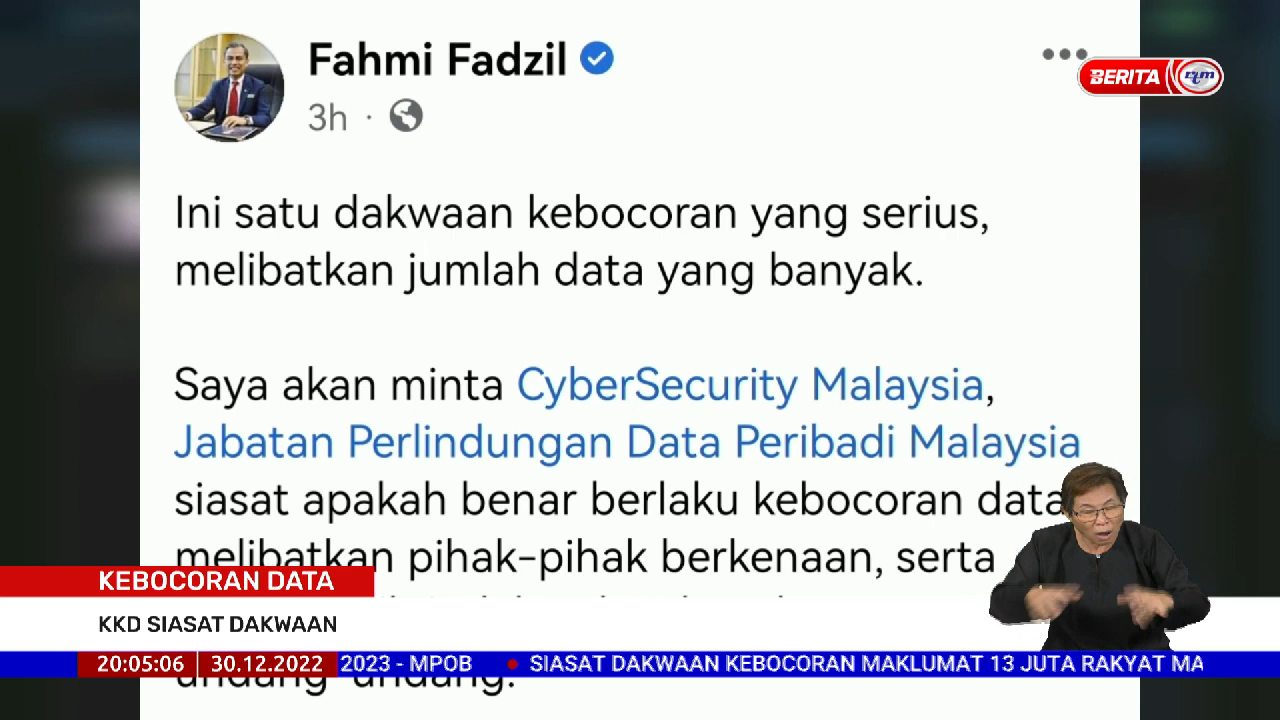 Fahmi Fadzil
3h ·
BERITA rtm
Ini satu dakwaan kebocoran yang serius,
melibatkan jumlah data yang banyak.
Saya akan minta CyberSecurity Malaysia,
Jabatan Perlindungan Data Peribadi Malaysia
siasat apakah benar berlaku kebocoran data
melibatkan pihak-pihak berkenaan, serta
undang-undang.
KEBOCORAN DATA
KKD SIASAT DAKWAAN
20:05:06 30.12.2022 2023 - MPOB • SIASAT DAKWAAN KEBOCORAN MAKLUMAT 13 JUTA RAKYAT MA